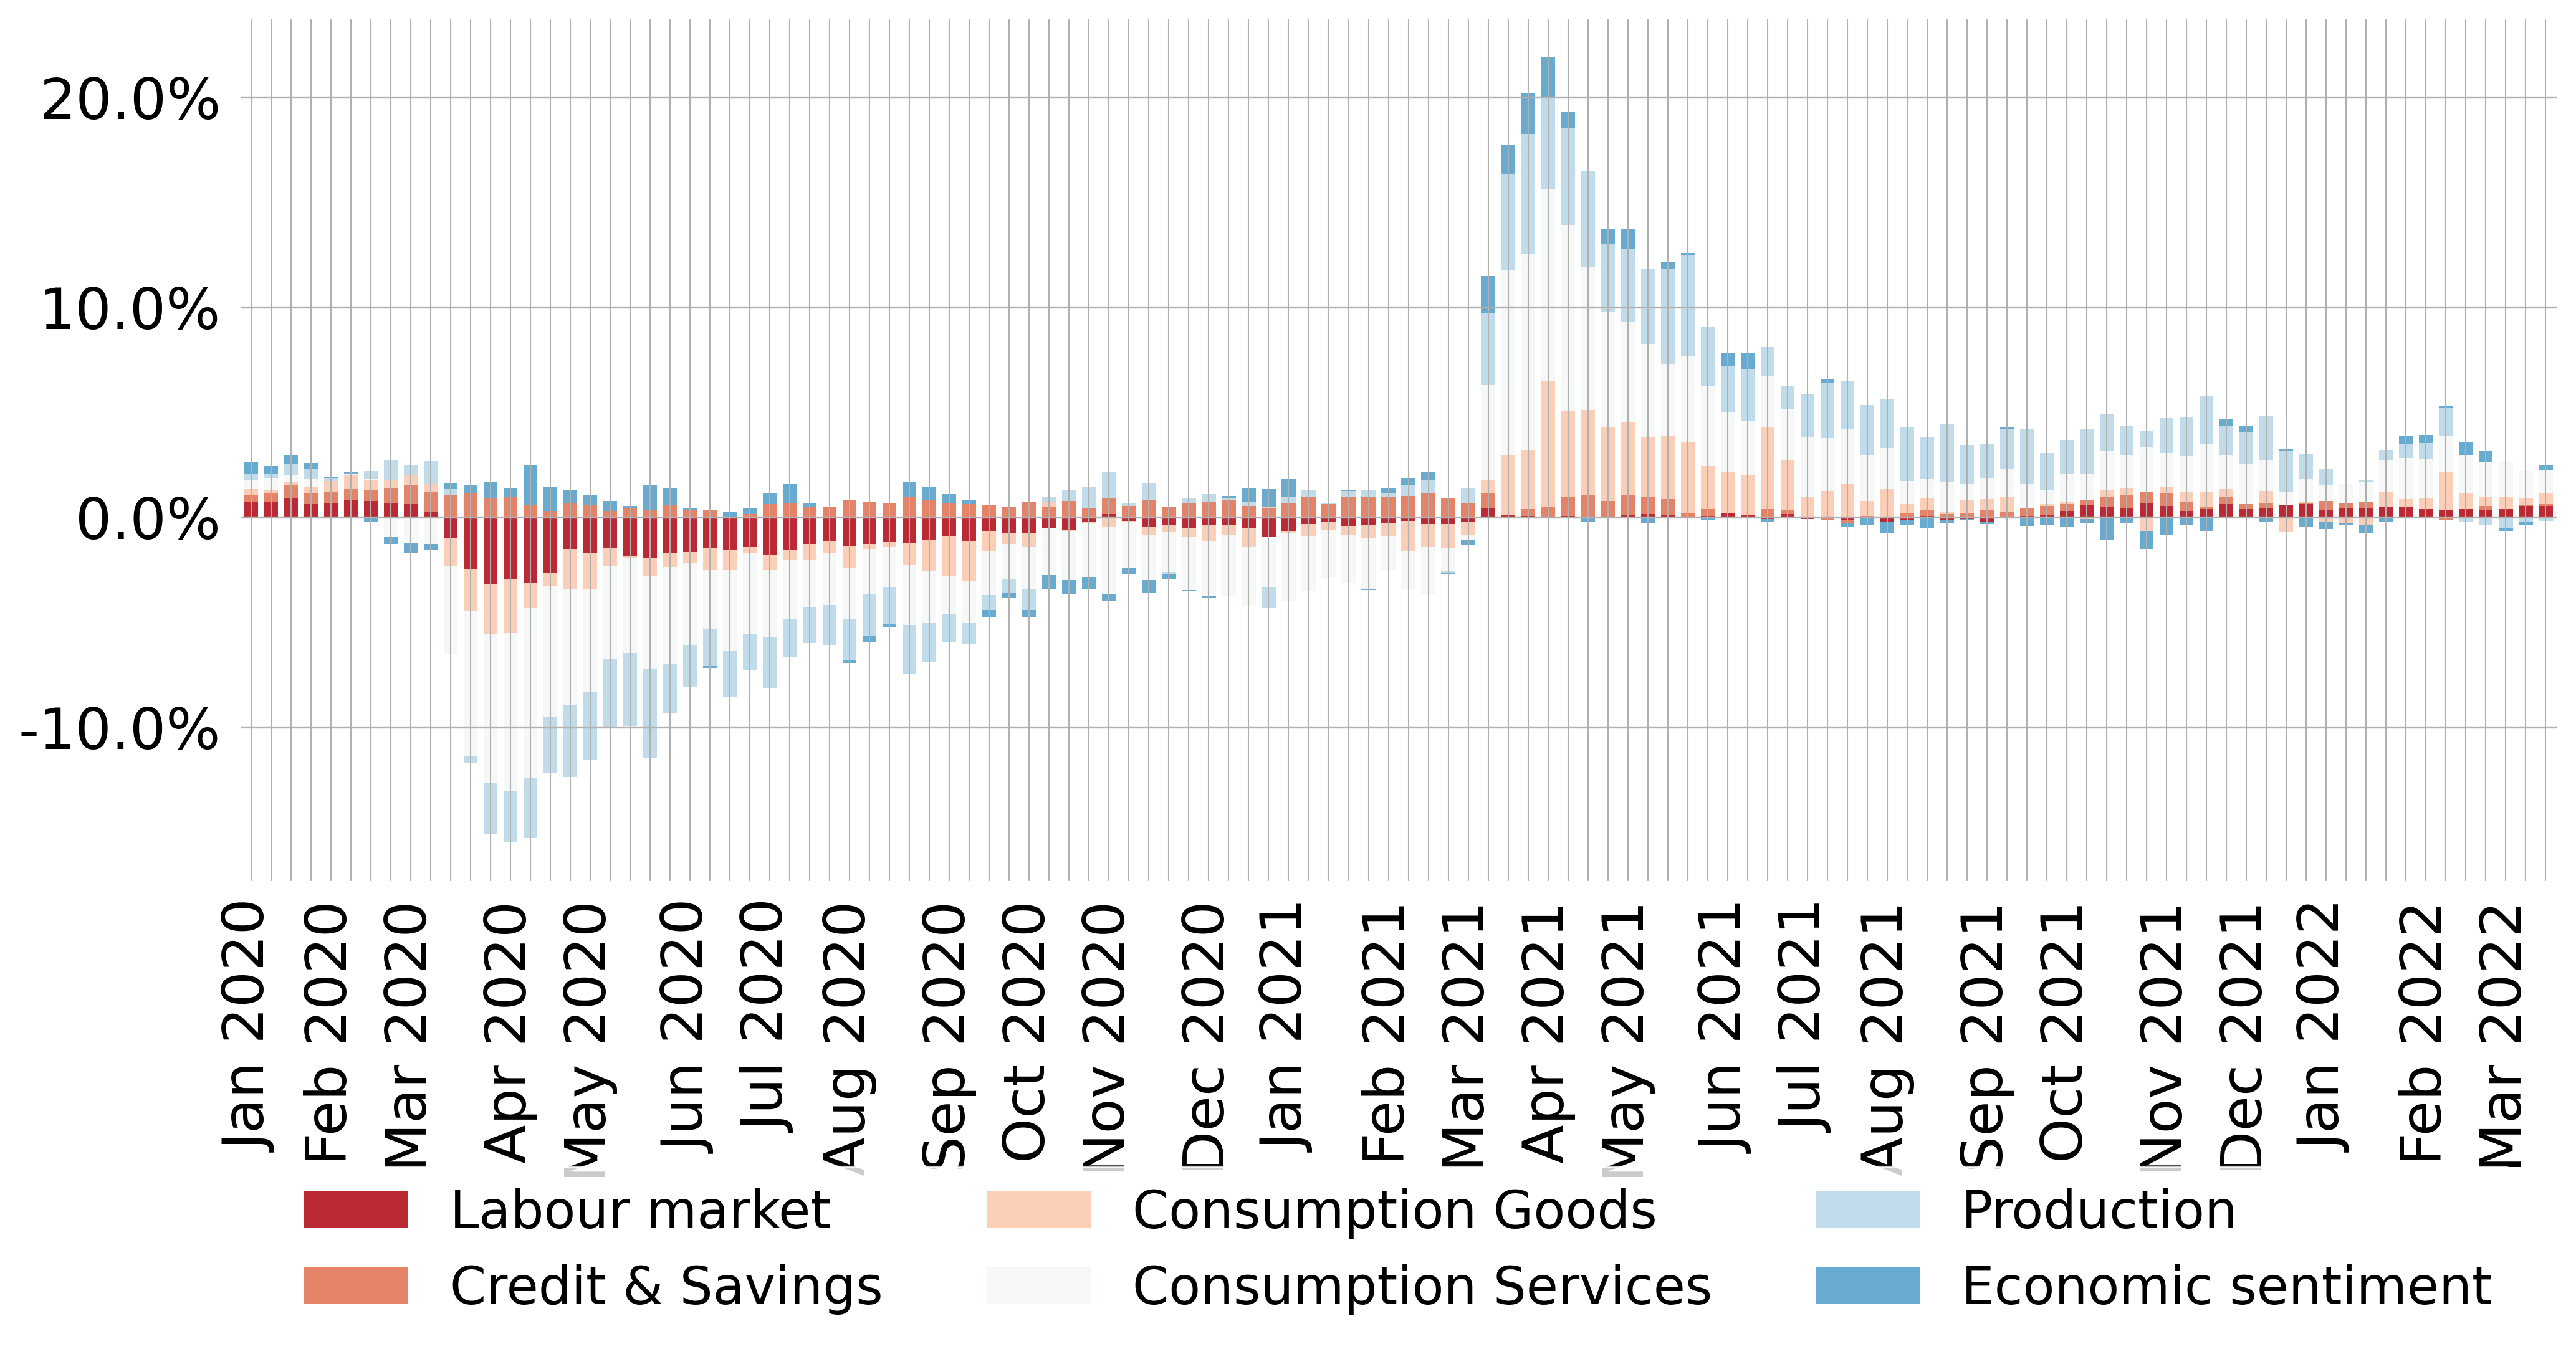 20.0%
10.0%
0.0%
-10.0%
Jan 2020
Feb 2020
Mar 2020
Apr 2020
May 2020
Jun 2020
Jul 2020
Aug 2020
Sep 2020
Oct 2020
Nov 2020
Dec 2020
Jan 2021
Feb 2021
Mar 2021
Apr 2021
May 2021
Jun 2021
Jul 2021
Aug 2021
Sep 2021
Oct 2021
Nov 2021
Dec 2021
Jan 2022
Feb 2022
Mar 2022
Labour market
Consumption Goods
Production
Credit & Savings
Consumption Services
Economic sentiment